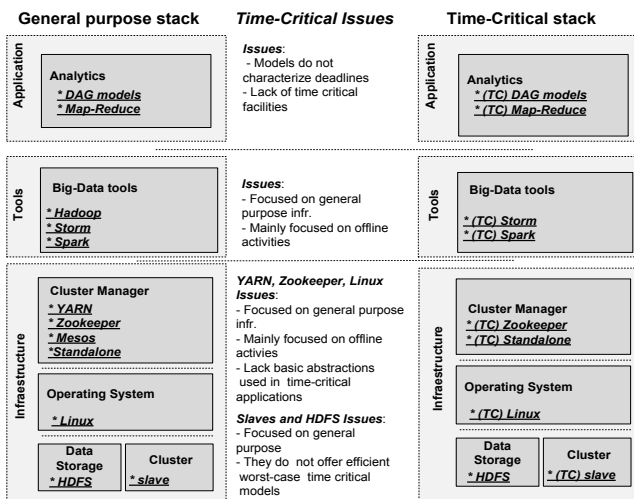 General purpose stack
Time-Critical Issues
Time-Critical stack
Application
Analytics
* DAG models
* Map-Reduce
Issues:
- Models do not
characterize deadlines
- Lack of time critical
facilities
Application
Analytics
* (TC) DAG models
* (TC) Map-Reduce
Tools
Big-Data tools
* Hadoop
* Storm
* Spark
Issues:
- Focused on general
purpose infr.
- Mainly focused on offline
activities
Tools
Big-Data tools
* (TC) Storm
* (TC) Spark
Infraestructure
Cluster Manager
* YARN
* Zookeeper
* Mesos
*Standalone
Operating System
* Linux
Data
Storage
* HDFS
Cluster
* slave
YARN, Zookeeper, Linux
Issues:
- Focused on general purpose
infr.
- Mainly focused on offline
activies
- Lack basic abstractions
used in time-critical
applications
Slaves and HDFS Issues:
- Focused on general
purpose
- They do not offer efficient
worst-case time critical
models
Infraestructure
Cluster Manager
* (TC) Zookeeper
* (TC) Standalone
Operating System
* (TC) Linux
Data
Storage
* HDFS
Cluster
* (TC) slave